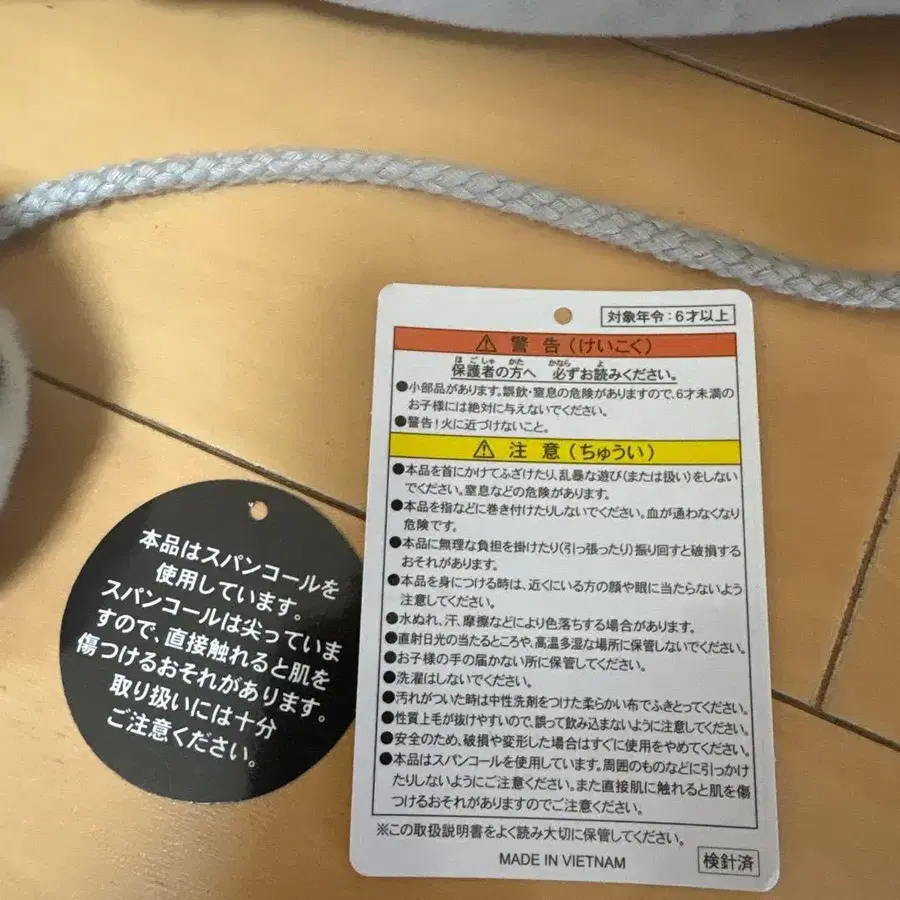 対象年令:6才以上
⚠ 警告(けいこく)
保護者の方へ 必ずお読みください。
ほごしゃ かた かなら よ
●小部品があります。誤飲・窒息の危険がありますので、6才未満の
お子様には絶対に与えないでください。
●警告!火に近づけないこと。
⚠ 注意(ちゅうい)
●本品を首にかけてふざけたり、乱暴な遊び(または扱い)をしない
でください。窒息などの危険があります。
●本品を指などに巻き付けたりしないでください。血が通わなくなり
危険です。
●本品に無理な負担を掛けたり(引っ張ったり)振り回すと破損する
おそれがあります。
●本品を身につける時は、近くにいる方の顔や眼に当たらないよう
注意してください。
●水ぬれ、汗、摩擦などにより色落ちする場合があります。
●直射日光の当たるところや、高温多湿な場所に保管しないでください。
●お子様の手の届かない所に保管してください。
●洗濯はしないでください。
●汚れがついた時は中性洗剤をつけた柔らかい布でふきとってください。
●性質上毛が抜けやすいので、誤って飲み込まないように注意してください。
●安全のため、破損や変形した場合はすぐに使用をやめてください。
●本品はスパンコールを使用しています。周囲のものなどに引っかけ
たりしないようにご注意ください。また直接肌に触れると肌を傷
つけるおそれがありますのでご注意ください。
※この取扱説明書をよく読み大切に保管してください。
MADE IN VIETNAM
検針済
本品はスパンコールを
使用しています。
スパンコールは尖っていま
すので、直接触れると肌を
傷つけるおそれがあります。
取り扱いには十分
ご注意ください。